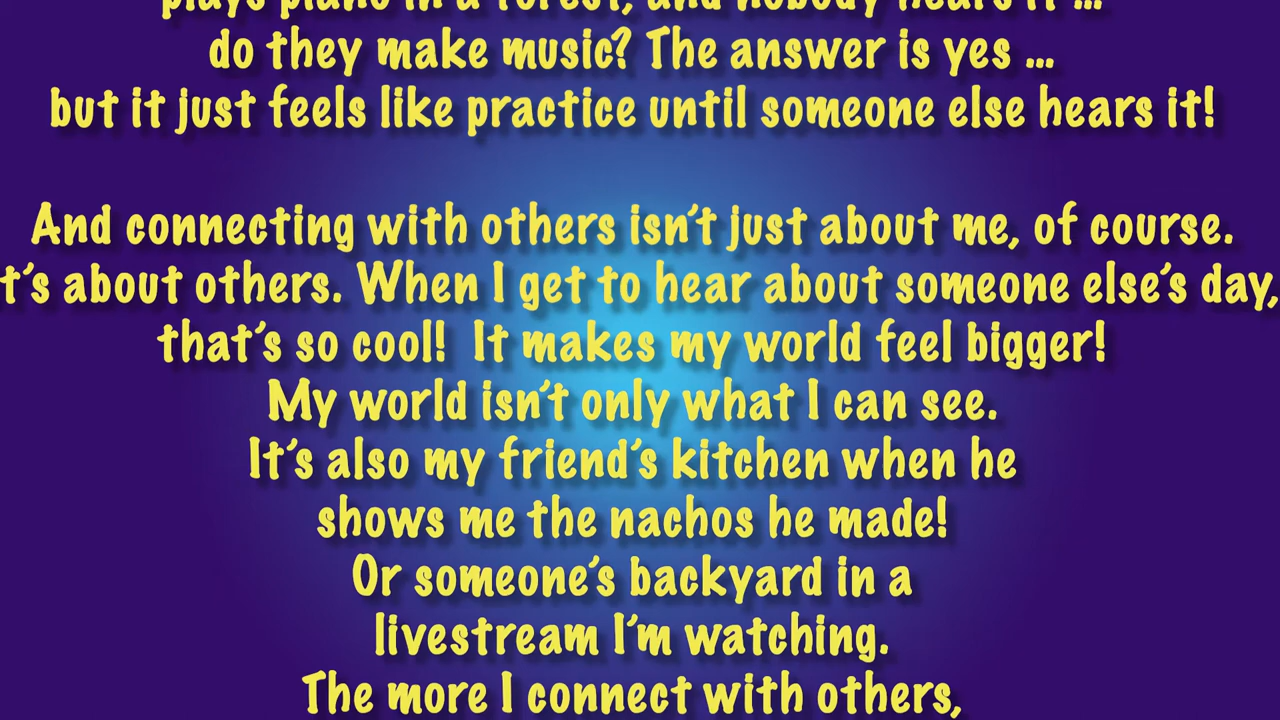 plays piano in a forest, and nobody hears it ...
do they make music? The answer is yes ...
but it just feels like practice until someone else hears it!
And connecting with others isn't just about me, of course.
t's about others. When I get to hear about someone else's day,
that's so cool!  It makes my world feel bigger!
My world isn't only what I can see.
It's also my friend's kitchen when he
shows me the nachos he made!
Or someone's backyard in a
livestream I'm watching.
The more I connect with others,